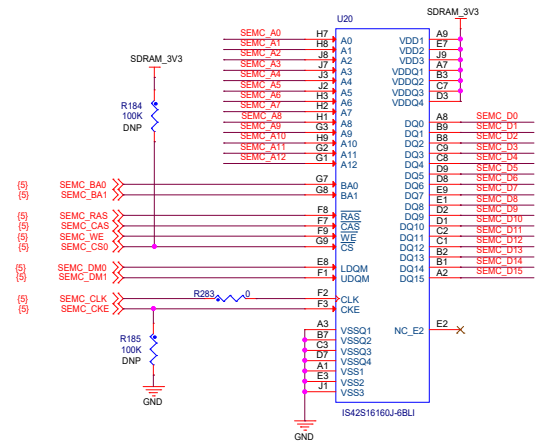 SDRAM_3V3
U20
SEMC_A0 H7 A0 VDD1 A9
SEMC_A1 H8 A1 VDD2 E7
SEMC_A2 J8 A2 VDD3 J9
SEMC_A3 J7 A3 VDDQ1 A7
SEMC_A4 J3 A4 VDDQ2 B3
SEMC_A5 J2 A5 VDDQ3 C7
SEMC_A6 H3 A6 VDDQ4 D3
SEMC_A7 H2 A7
SEMC_A8 H1 A8 DQ0 A8 SEMC_D0
SEMC_A9 G3 A9 DQ1 B9 SEMC_D1
SEMC_A10 H9 A10 DQ2 B8 SEMC_D2
SEMC_A11 G2 A11 DQ3 C9 SEMC_D3
SEMC_A12 G1 A12 DQ4 C8 SEMC_D4
DQ5 D9 SEMC_D5
{5} SEMC_BA0 G7 BA0 DQ6 D8 SEMC_D6
{5} SEMC_BA1 G8 BA1 DQ7 E9 SEMC_D7
DQ8 E1 SEMC_D8
{5} SEMC_RAS F8 RAS DQ9 D2 SEMC_D9
{5} SEMC_CAS F7 CAS DQ10 D1 SEMC_D10
{5} SEMC_WE F9 WE DQ11 C2 SEMC_D11
{5} SEMC_CS0 G9 CS DQ12 C1 SEMC_D12
DQ13 B2 SEMC_D13
{5} SEMC_DM0 E8 LDQM DQ14 B1 SEMC_D14
{5} SEMC_DM1 F1 UDQM DQ15 A2 SEMC_D15
{5} SEMC_CLK R283 0 F2 CLK
{5} SEMC_CKE F3 CKE
A3 VSSQ1 NC_E2 E2
B7 VSSQ2
C3 VSSQ3
D7 VSSQ4
A1 VSS1
E3 VSS2
J1 VSS3
SDRAM_3V3
R184
100K
DNP
R185
100K
DNP
GND
GND
IS42S16160J-6BLI